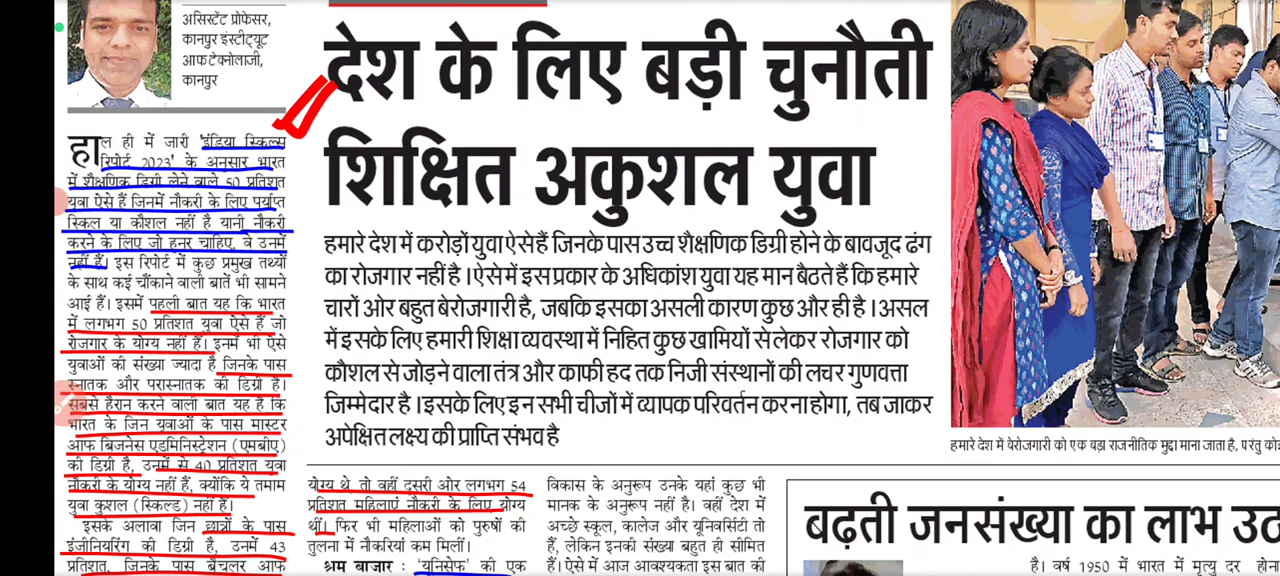 असिस्टेंट प्रोफेसर,
कानपुर इंस्टीट्यूट
आफ टेक्नोलाजी,
कानपुर
देश के लिए बड़ी चुनौती
शिक्षित अकुशल युवा
हमारे देश में करोड़ों युवा ऐसे हैं जिनके पास उच्च शैक्षणिक डिग्री होने के बावजूद ढंग
का रोजगार नहीं है। ऐसे में इस प्रकार के अधिकांश युवा यह मान बैठते हैं कि हमारे
चारों ओर बहुत बेरोजगारी है, जबकि इसका असली कारण कुछ और ही है। असल
में इसके लिए हमारी शिक्षा व्यवस्था में निहित कुछ खामियों से लेकर रोजगार को
कौशल से जोड़ने वाला तंत्र और काफी हद तक निजी संस्थानों की लचर गुणवत्ता
जिम्मेदार है। इसके लिए इन सभी चीजों में व्यापक परिवर्तन करना होगा, तब जाकर
अपेक्षित लक्ष्य की प्राप्ति संभव है
हाल ही में जारी 'इंडिया स्किल्स
रिपोर्ट 2023' के अनुसार भारत
में शैक्षणिक डिग्री लेने वाले 50 प्रतिशत
युवा ऐसे हैं जिनमें नौकरी के लिए पर्याप्त
स्किल या कौशल नहीं है यानी नौकरी
करने के लिए जो हुनर चाहिए, वे उनमें
नहीं हैं। इस रिपोर्ट में कुछ प्रमुख तथ्यों
के साथ कई चौंकाने वाली बातें भी सामने
आई हैं। इसमें पहली बात यह कि भारत
में लगभग 50 प्रतिशत युवा ऐसे हैं जो
रोजगार के योग्य नहीं हैं। इनमें भी ऐसे
युवाओं की संख्या ज्यादा है जिनके पास
स्नातक और परास्नातक की डिग्री है।
सबसे हैरान करने वाली बात यह है कि
भारत के जिन युवाओं के पास मास्टर
आफ बिजनेस एडमिनिस्ट्रेशन (एमबीए)
की डिग्री है, उनमें से 40 प्रतिशत युवा
नौकरी के योग्य नहीं हैं, क्योंकि ये तमाम
युवा कुशल (स्किल्ड) नहीं हैं।
इसके अलावा जिन छात्रों के पास
इंजीनियरिंग की डिग्री है, उनमें 43
प्रतिशत, जिनके पास बैचलर आफ
योग्य थे, तो वहीं दूसरी ओर लगभग 54
प्रतिशत महिलाएं नौकरी के लिए योग्य
थीं। फिर भी महिलाओं को पुरुषों की
तुलना में नौकरियां कम मिलीं।
श्रम बाजार : 'यूनिसेफ' की एक
विकास के अनुरूप उनके यहां कुछ भी
मानक के अनुरूप नहीं है। वहीं देश में
अच्छे स्कूल, कालेज और यूनिवर्सिटी तो
हैं, लेकिन इनकी संख्या बहुत ही सीमित
है। ऐसे में आज आवश्यकता इस बात की
हमारे देश में बेरोजगारी को एक बड़ा राजनीतिक मुद्दा माना जाता है, परंतु
बढ़ती जनसंख्या का लाभ
है। वर्ष 1950 में भारत में मृत्यु दर